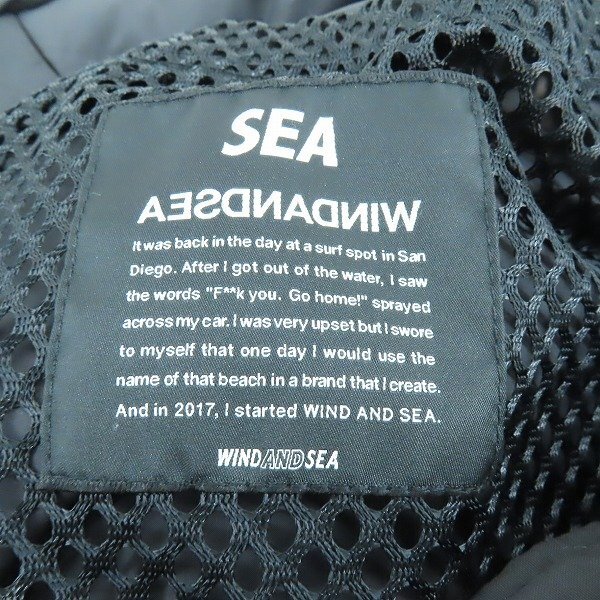 SEA
WINDANDSEA
It was back in the day at a surf spot in San
Diego. After I got out of the water, I saw
the words "F**k you. Go home!" sprayed
across my car. I was very upset but I swore
to myself that one day I would use the
name of that beach in a brand that I create.
And in 2017, I started WIND AND SEA.
WINDANDSEA